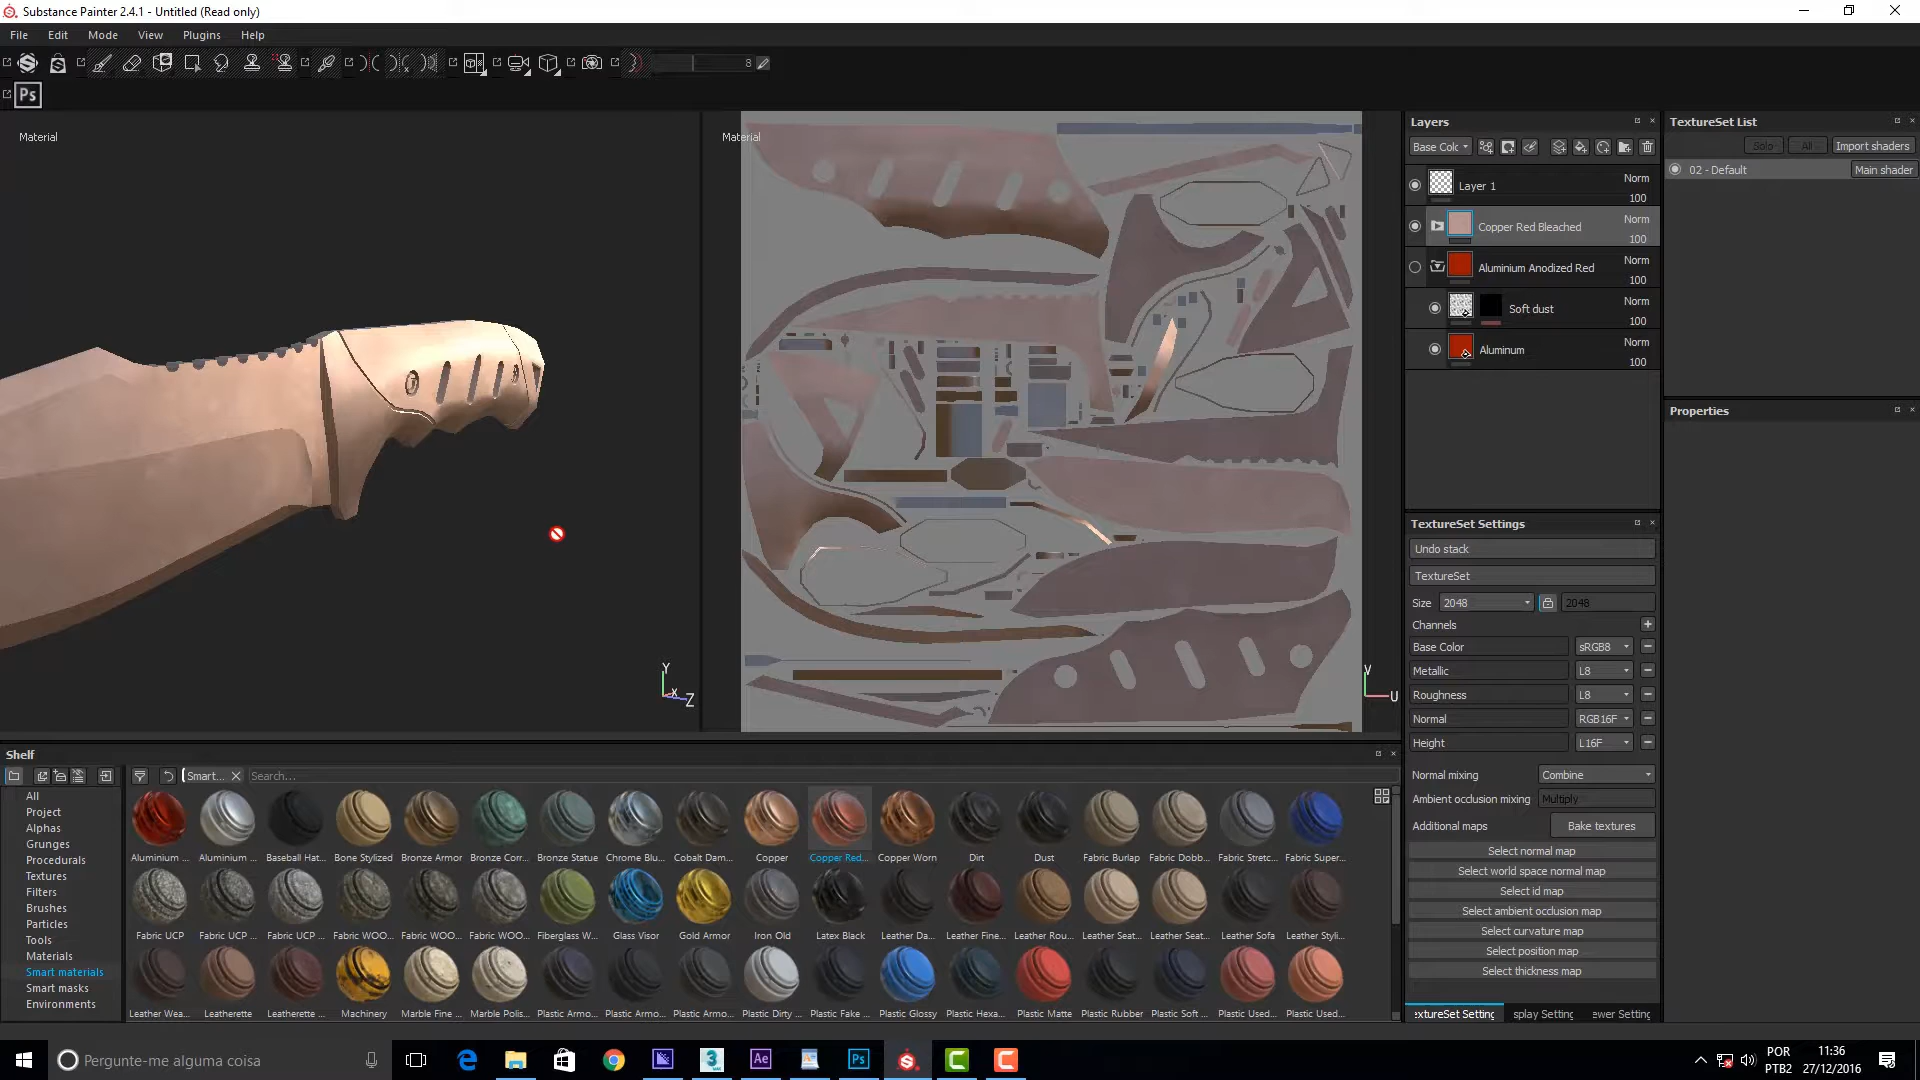 Substance Painter 2.4.1 - Untitled (Read only)
File Edit Mode View Plugins Help
8
Ps
Material
Material
Y
X
Z
V
U
Layers
Base Colc
Layer 1 Norm 100
Copper Red Bleached Norm 100
Aluminium Anodized Red Norm 100
Soft dust Norm 100
Aluminum Norm 100
TextureSet List
Solo All Import shaders
02 - Default Main shader
Properties
TextureSet Settings
Undo stack
TextureSet
Size 2048 2048
Channels
Base Color sRGB8
Metallic L8
Roughness L8
Normal RGB16F
Height L16F
Normal mixing Combine
Ambient occlusion mixing Multiply
Additional maps Bake textures
Select normal map
Select world space normal map
Select id map
Select ambient occlusion map
Select curvature map
Select position map
Select thickness map
extureSet Setting splay Setting ewer Setting
Shelf
Smart... Search...
All
Project
Alphas
Grunges
Procedurals
Textures
Filters
Brushes
Particles
Tools
Materials
Smart materials
Smart masks
Environments
Aluminium ... Aluminium ... Baseball Hat... Bone Stylized Bronze Armor Bronze Corr... Bronze Statue Chrome Blu... Cobalt Dam... Copper Copper Red... Copper Worn Dirt Dust Fabric Burlap Fabric Dobb... Fabric Stretc... Fabric Super...
Fabric UCP Fabric UCP ... Fabric UCP ... Fabric WOO... Fabric WOO... Fabric WOO... Fiberglass W... Glass Visor Gold Armor Iron Old Latex Black Leather Da... Leather Fine... Leather Rou... Leather Seat... Leather Seat... Leather Sofa Leather Styli...
Leather Wea... Leatherette Leatherette ... Machinery Marble Fine ... Marble Polis... Plastic Armo... Plastic Armo... Plastic Armo... Plastic Dirty ... Plastic Fake ... Plastic Glossy Plastic Hexa... Plastic Matte Plastic Rubber Plastic Soft ... Plastic Used... Plastic Used...
Pergunte-me alguma coisa
3
Ae
Ps
POR
PTB2
11:36
27/12/2016